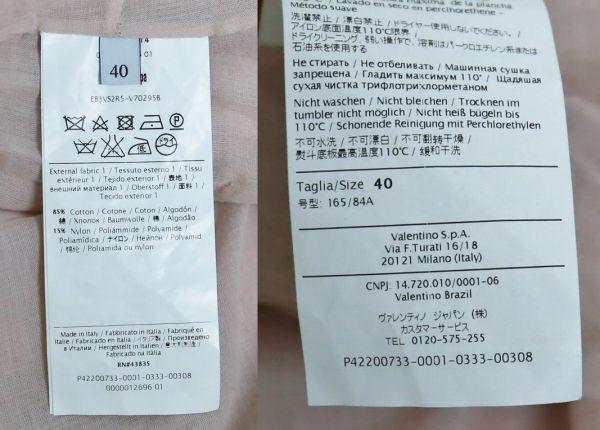 40
EB3VS2R5-V70295B
External fabric 1 / Tessuto esterno 1 / Tissu
extérieur 1 / Tejido exterior 1 / 表地 1 /
внешний материал 1 / Oberstoff 1 / 面料 1 /
Tejido exterior 1
85% Cotton / Cotone / Coton / Algodón /
綿 / Хлопок / Baumwolle / 棉 / Algodão
15% Nylon / Poliammide / Polyamide /
Poliamídica / ナイロン / Нейлон / Polyamid
/ 锦纶 / Poliamida ou nylon
Made in Italy / Fabbricato in Italia / Fabriqué en
Italie / Fabricado en Italia / イタリア製 / Произведено
в Италии / Hergestellt in Italien / 意大利制造 /
Fabricado na Itália
RN#43835
P42200733-0001-0333-00308
0000012696 01
Método suave
洗濯禁止 / 漂白禁止 / ドライヤー使用しないでください。 /
アイロン底面温度110℃限界 /
ドライクリーニング、弱い操作で、溶剤はパークロエチレン系または
石油系を使用する
Не стирать / Не отбеливать / Машинная сушка
запрещена / Гладить максимум 110° / Щадящая
сухая чистка трифлотрихлорметаном
Nicht waschen / Nicht bleichen / Trocknen im
tumbler nicht möglich / Nicht heiß bügeln bis
110°C / Schonende Reinigung mit Perchlorethylen
不可水洗 / 不可漂白 / 不可翻转干燥 /
熨斗底板最高温度110℃ / 缓和干洗
Taglia/Size 40
号型: 165/84A
Valentino S.p.A.
Via F.Turati 16/18
20121 Milano (Italy)
CNPJ: 14.720.010/0001-06
Valentino Brazil
ヴァレンティノ ジャパン (株)
カスタマーサービス
TEL 0120-575-255
P42200733-0001-0333-00308